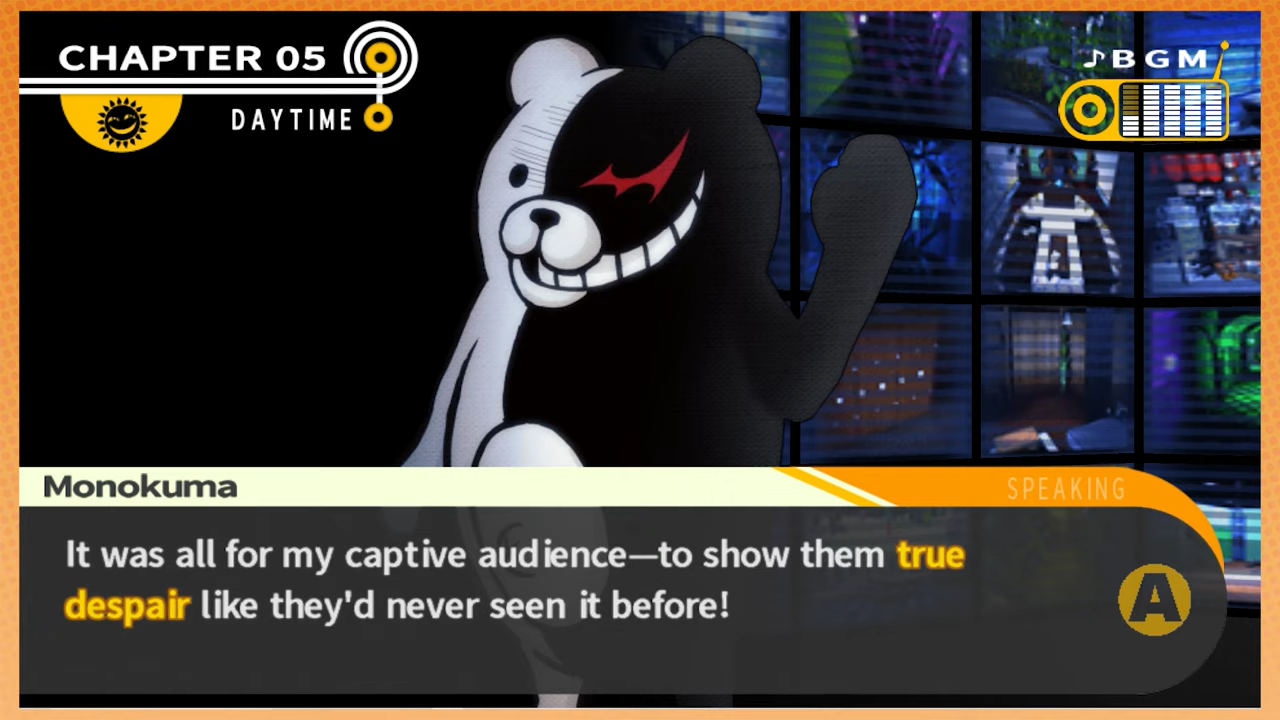 CHAPTER 05
♪BGM
DAYTIME
Monokuma
SPEAKING
It was all for my captive audience—to show them true
despair like they'd never seen it before!
A